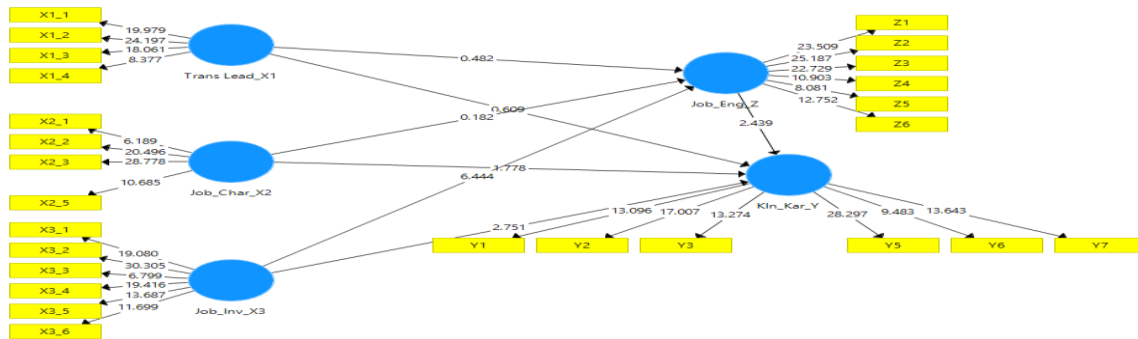 X1_1
X1_2
X1_3
X1_4
19.979
24.197
18.061
8.377
Trans Lead_X1
X2_1
X2_2
X2_3
X2_5
6.189
20.496
28.778
10.685
Job_Char_X2
X3_1
X3_2
X3_3
X3_4
X3_5
X3_6
19.080
30.305
6.799
19.416
13.687
11.699
Job_Inv_X3
0.482
0.609
0.182
1.778
6.444
2.751
2.439
Job_Eng_Z
23.509
25.187
22.729
10.903
8.081
12.752
Z1
Z2
Z3
Z4
Z5
Z6
Kln_Kar_Y
13.096
17.007
13.274
28.297
9.483
13.643
Y1
Y2
Y3
Y5
Y6
Y7